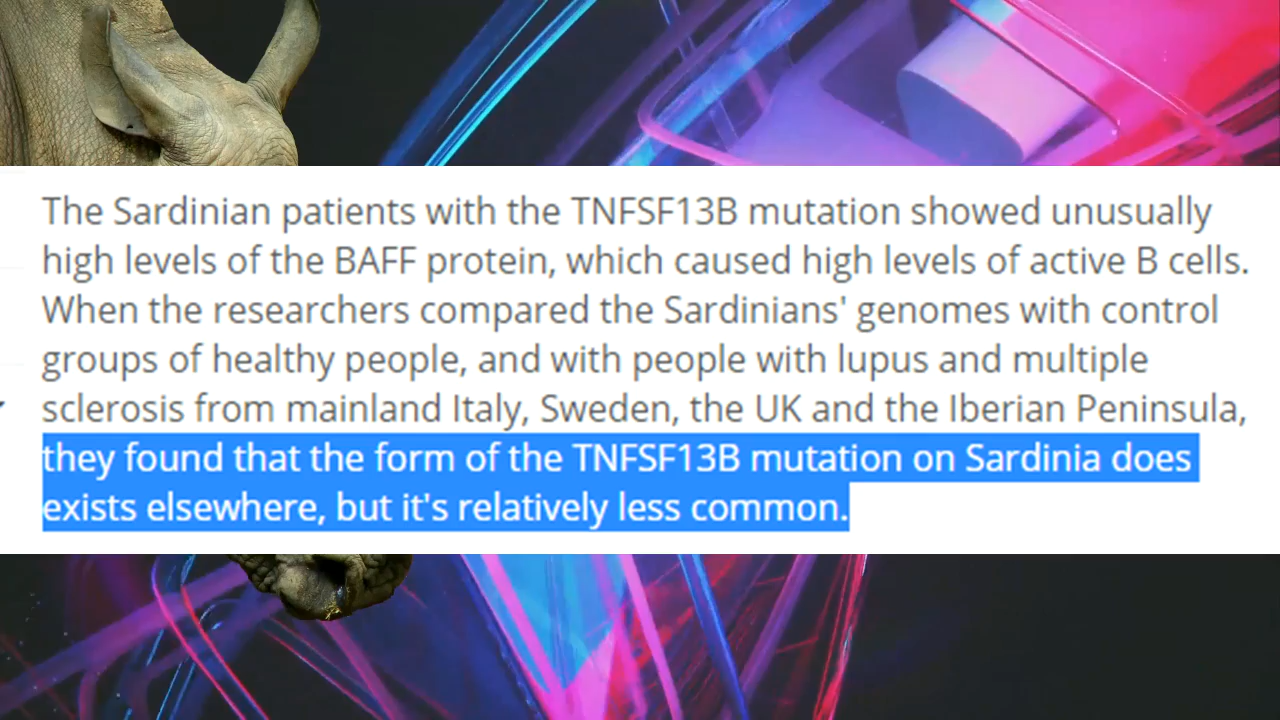 The Sardinian patients with the TNFSF13B mutation showed unusually
high levels of the BAFF protein, which caused high levels of active B cells.
When the researchers compared the Sardinians' genomes with control
groups of healthy people, and with people with lupus and multiple
sclerosis from mainland Italy, Sweden, the UK and the Iberian Peninsula,
they found that the form of the TNFSF13B mutation on Sardinia does
exists elsewhere, but it's relatively less common.